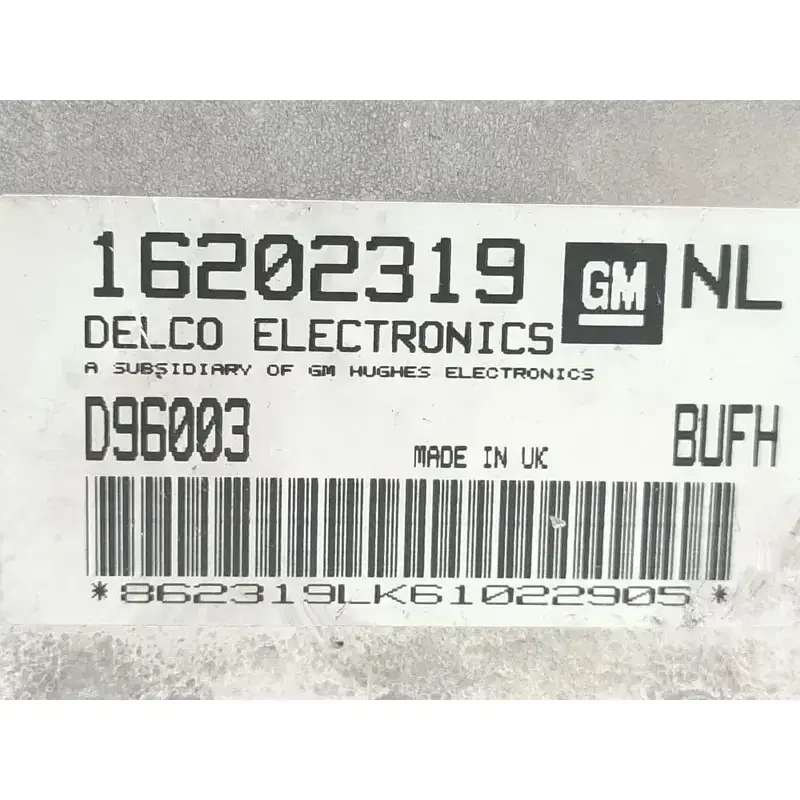 16202319 GM NL
DELCO ELECTRONICS
A SUBSIDIARY OF GM HUGHES ELECTRONICS
D96003 MADE IN UK BUFH
*862319LK61022905*